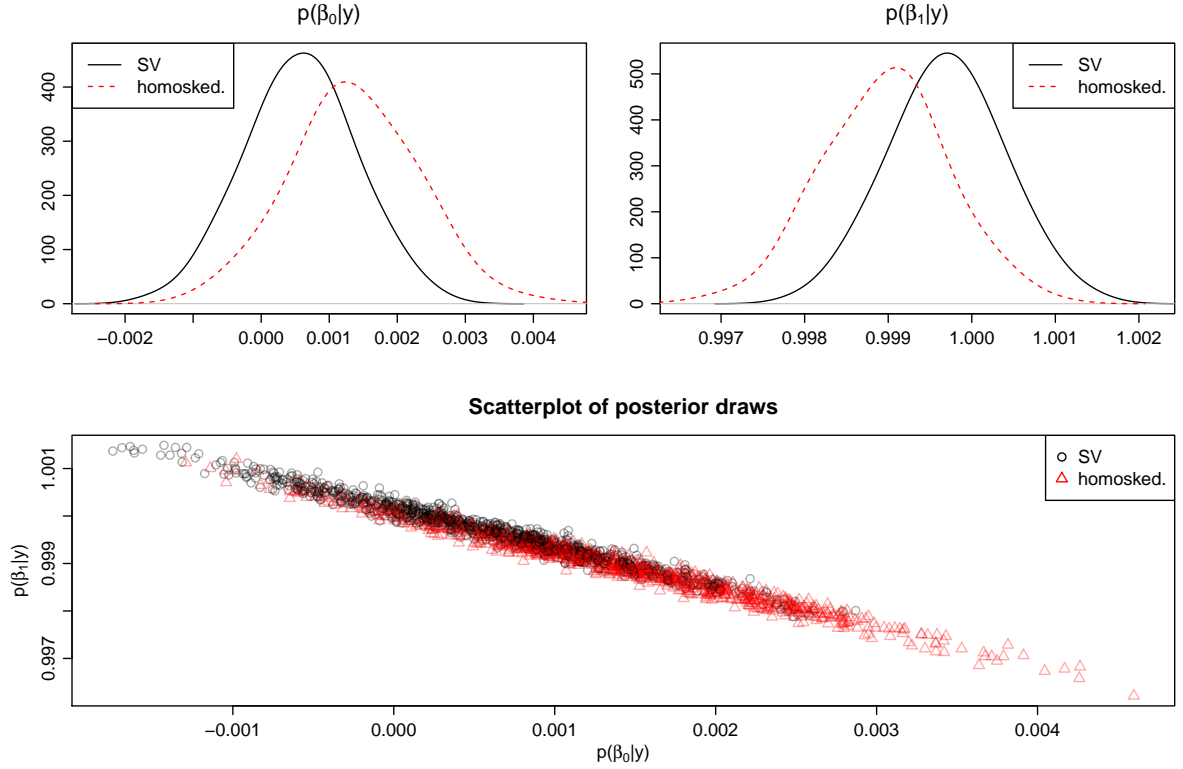 p(β₀|y)
SV
homosked.
0
100
200
300
400
−0.002
0.000
0.001
0.002
0.003
0.004
p(β₁|y)
SV
homosked.
0
100
200
300
400
500
0.997
0.998
0.999
1.000
1.001
1.002
Scatterplot of posterior draws
SV
homosked.
p(β₁|y)
0.997
0.999
1.001
−0.001
0.000
0.001
0.002
0.003
0.004
p(β₀|y)